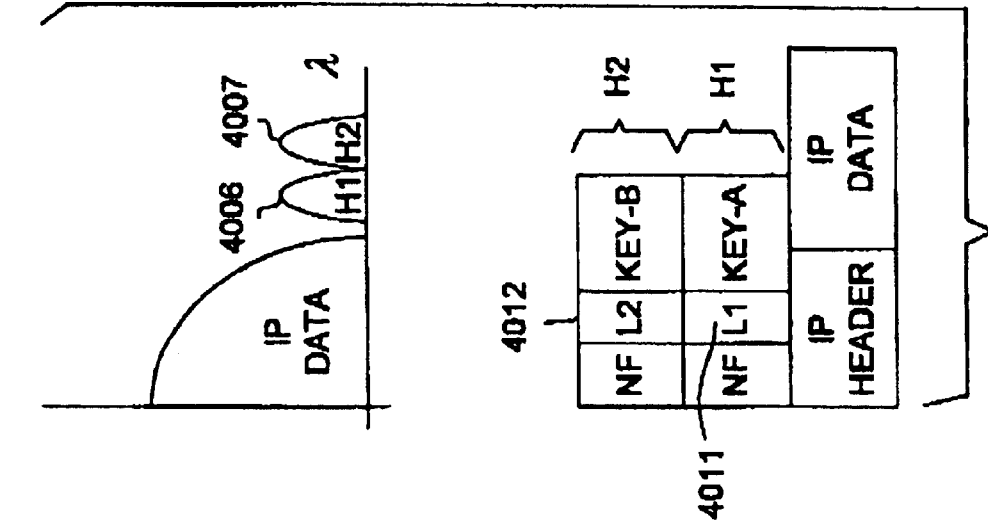 4007
4006
λ
IP
DATA
H1
H2
4012
NF L2 KEY-B
H2
NF L1 KEY-A
H1
4011
IP
HEADER
IP
DATA